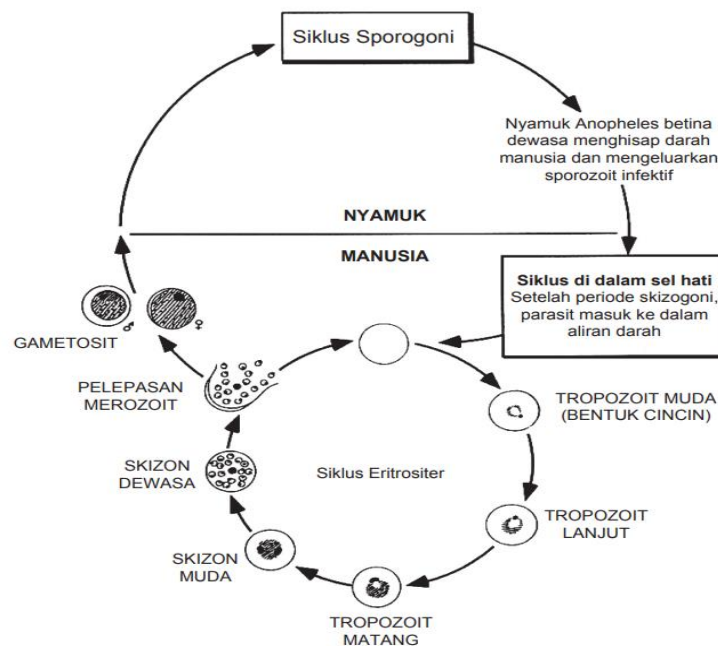 Siklus Sporogoni
Nyamuk Anopheles betina
dewasa menghisap darah
manusia dan mengeluarkan
sporozoit infektif
NYAMUK
MANUSIA
Siklus di dalam sel hati
Setelah periode skizogoni,
parasit masuk ke dalam
aliran darah
♂
♀
GAMETOSIT
PELEPASAN
MEROZOIT
TROPOZOIT MUDA
(BENTUK CINCIN)
SKIZON
DEWASA
Siklus Eritrositer
TROPOZOIT
LANJUT
SKIZON
MUDA
TROPOZOIT
MATANG